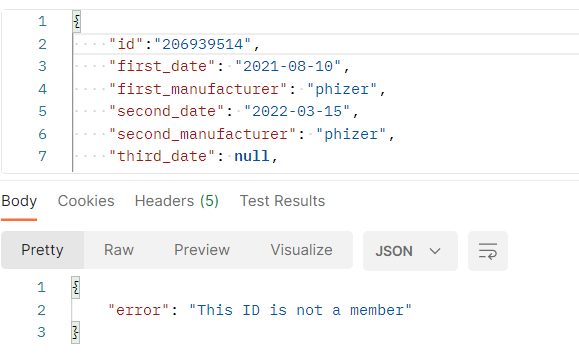 1 {
2 "id":"206939514",
3 "first_date": "2021-08-10",
4 "first_manufacturer": "phizer",
5 "second_date": "2022-03-15",
6 "second_manufacturer": "phizer",
7 "third_date": null,
Body Cookies Headers (5) Test Results
Pretty Raw Preview Visualize JSON
1 {
2 "error": "This ID is not a member"
3 }